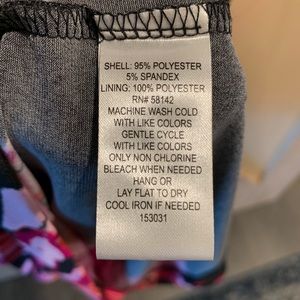 SHELL: 95% POLYESTER
5% SPANDEX
LINING: 100% POLYESTER
RN# 58142
MACHINE WASH COLD
WITH LIKE COLORS
GENTLE CYCLE
WITH LIKE COLORS
ONLY NON CHLORINE
BLEACH WHEN NEEDED
HANG OR
LAY FLAT TO DRY
COOL IRON IF NEEDED
153031